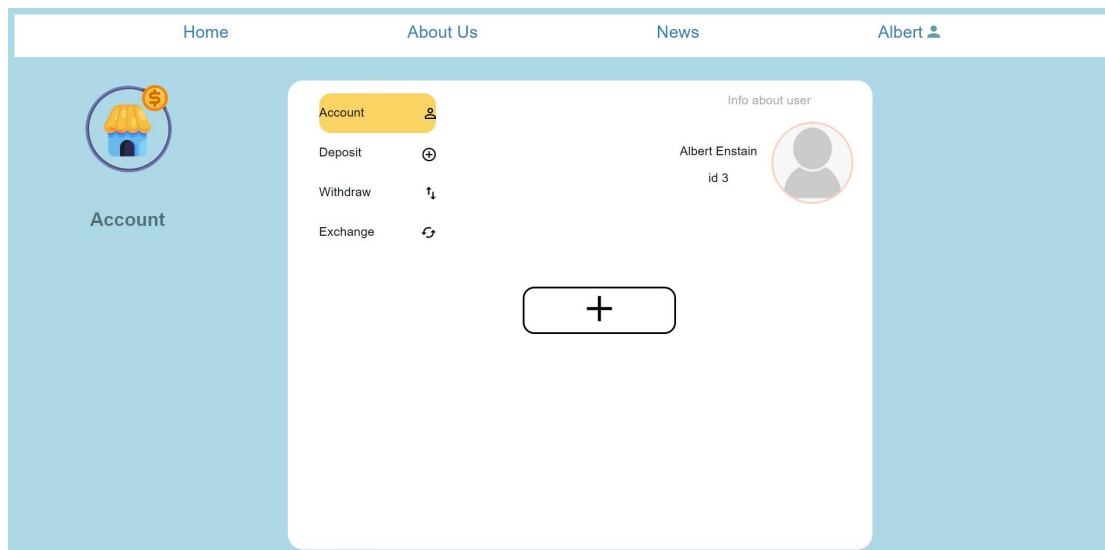 Home About Us News Albert
Account
Account
Deposit
Withdraw
Exchange
Info about user
Albert Enstain
id 3